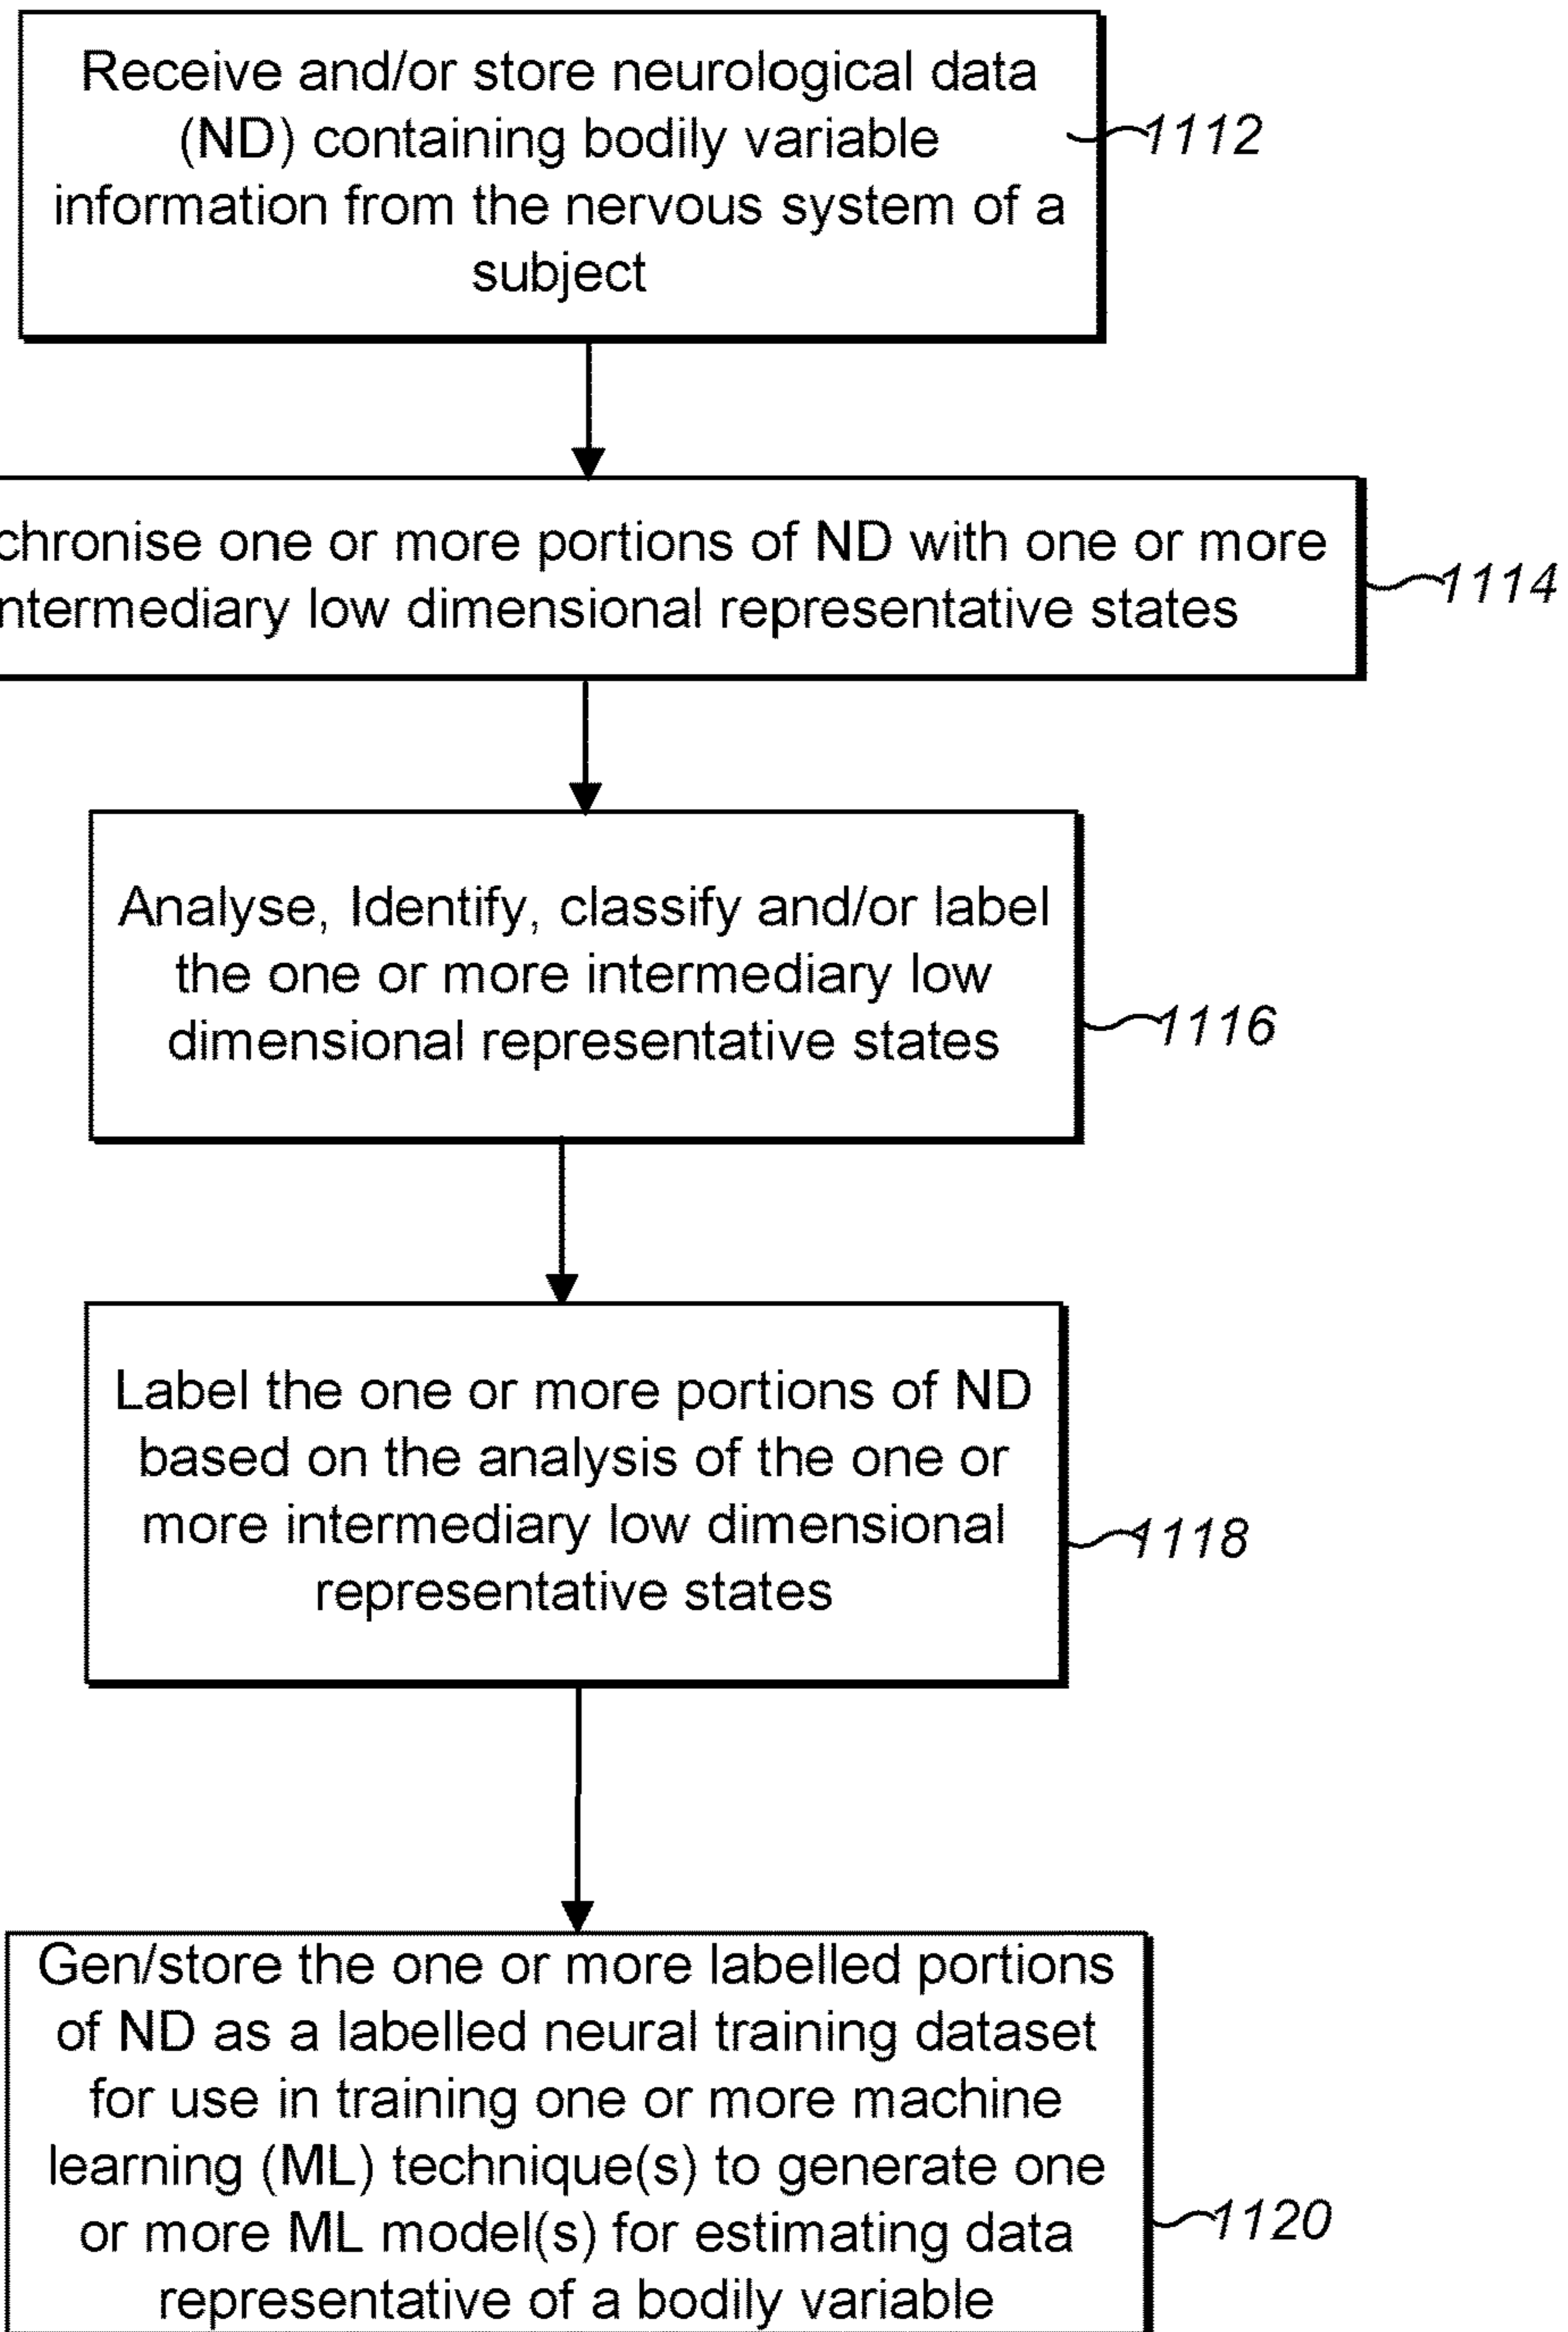 Receive and/or store neurological data
(ND) containing bodily variable
information from the nervous system of a
subject
1112
chronise one or more portions of ND with one or more
ntermediary low dimensional representative states
1114
Analyse, Identify, classify and/or label
the one or more intermediary low
dimensional representative states
1116
Label the one or more portions of ND
based on the analysis of the one or
more intermediary low dimensional
representative states
1118
Gen/store the one or more labelled portions
of ND as a labelled neural training dataset
for use in training one or more machine
learning (ML) technique(s) to generate one
or more ML model(s) for estimating data
representative of a bodily variable
1120